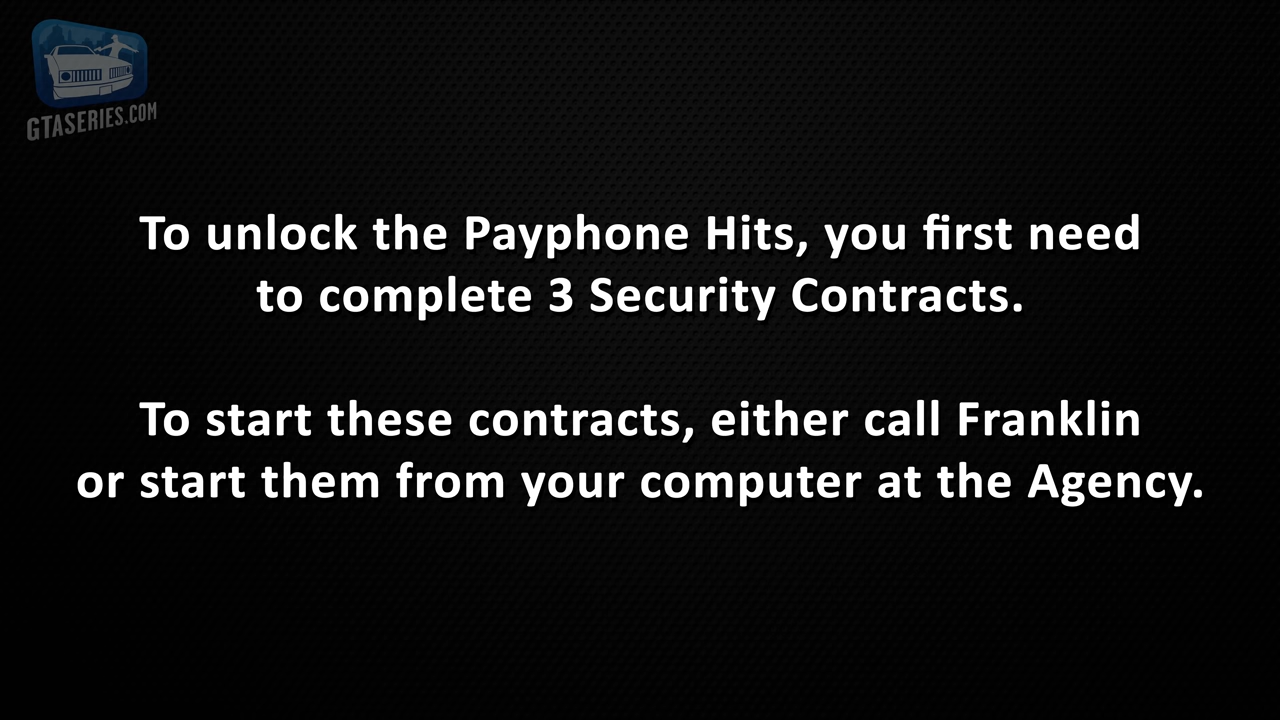 GTASERIES.COM
To unlock the Payphone Hits, you first need
to complete 3 Security Contracts.
To start these contracts, either call Franklin
or start them from your computer at the Agency.